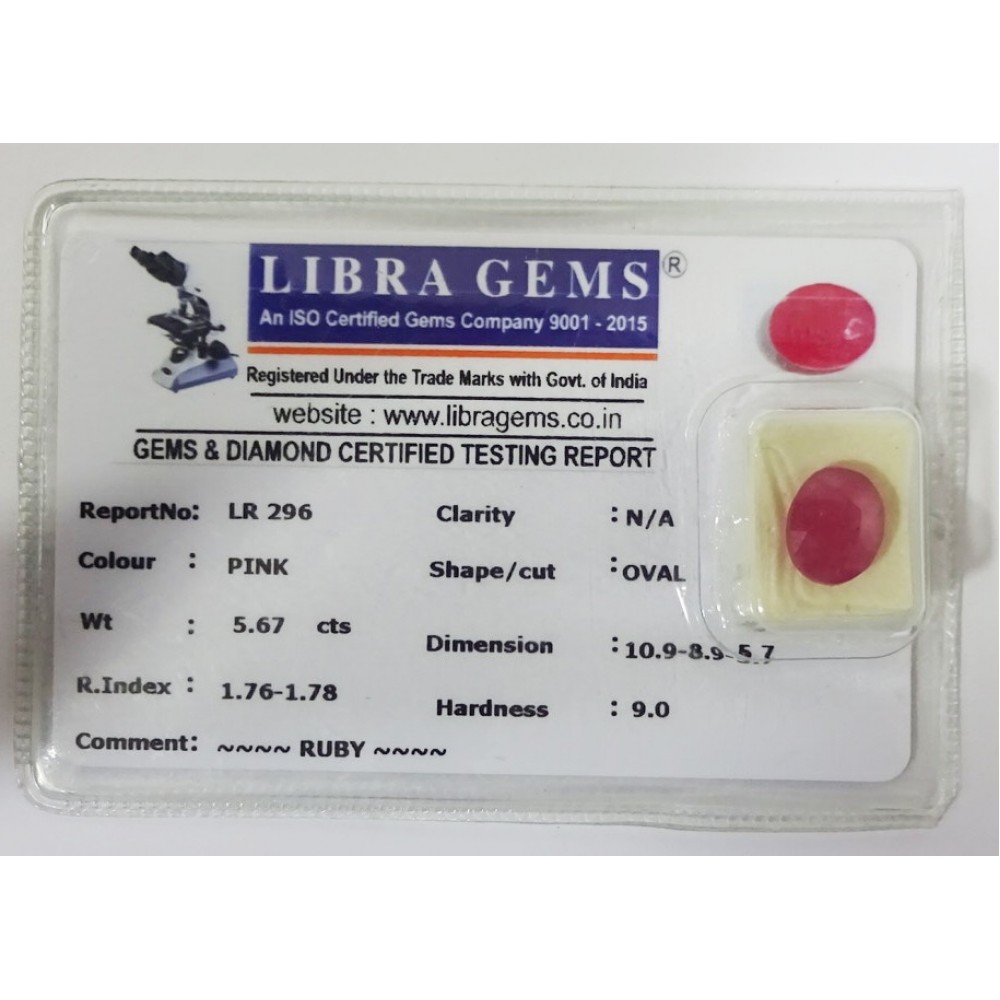 LIBRA GEMS ®
An ISO Certified Gems Company 9001 - 2015
Registered Under the Trade Marks with Govt. of India
website : www.libragems.co.in
GEMS & DIAMOND CERTIFIED TESTING REPORT
ReportNo: LR 296 Clarity : N/A
Colour : PINK Shape/cut : OVAL
Wt : 5.67 cts Dimension : 10.9-8.9-5.7
R.Index : 1.76-1.78 Hardness : 9.0
Comment: ~~~~ RUBY ~~~~